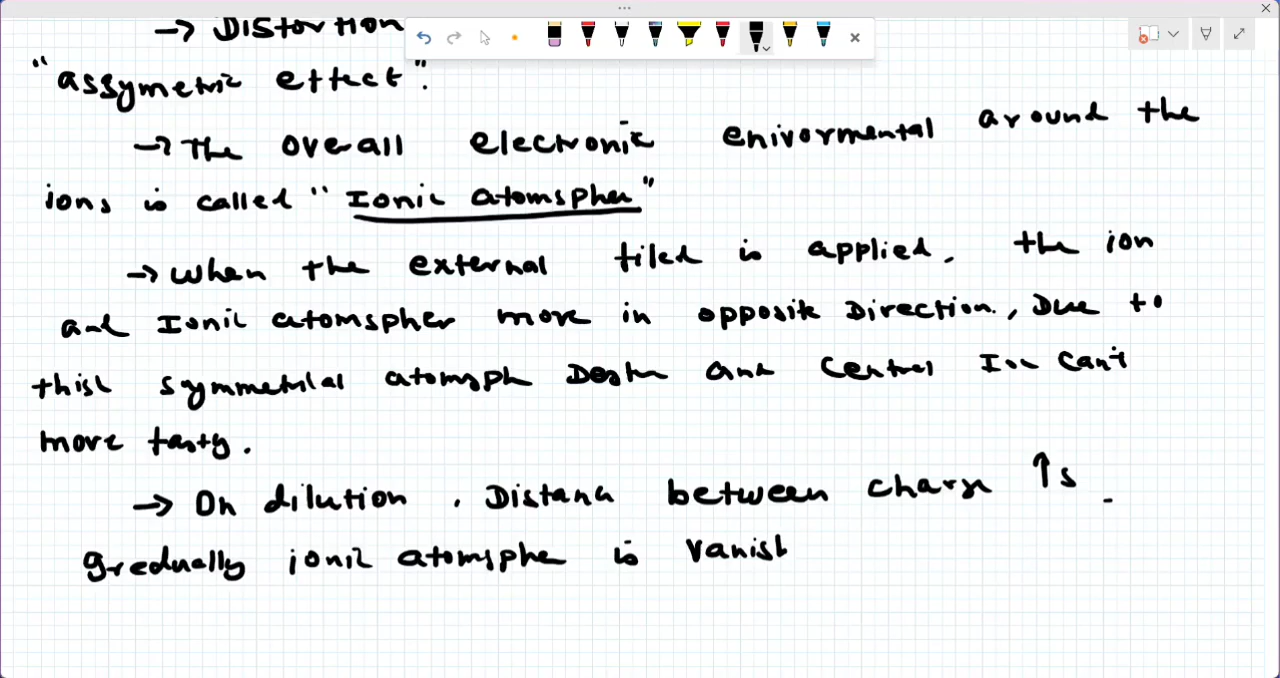 → Distortion
"assymetric effect".
→ The overall electronic enivormental around the
ions is called "Ionic atomspher"
→ When the external filed is applied, the ion
and Ionic atomspher move in opposite Direction, Due to
this symmetrical atomsph and central Ion can't
move fastly.
→ On dilution, Distance between charge ↑s
gredually ionic atomsphe is vanish